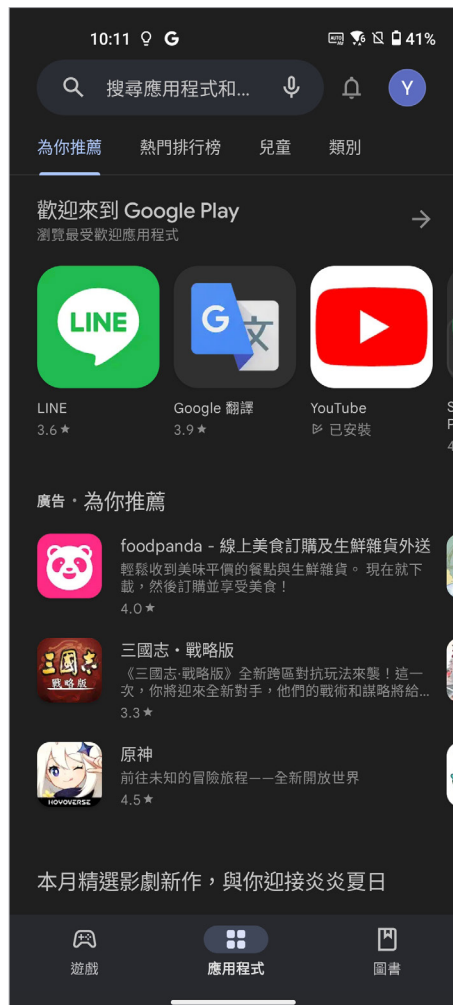 10:11 G 41%
搜尋應用程式和...
Y
為你推薦 熱門排行榜 兒童 類別
歡迎來到 Google Play
瀏覽最受歡迎應用程式
LINE
G 文
LINE Google 翻譯 YouTube
3.6★ 3.9★ 已安裝
廣告・為你推薦
foodpanda - 線上美食訂購及生鮮雜貨外送
輕鬆收到美味平價的餐點與生鮮雜貨。 現在就下
載，然後訂購並享受美食！
4.0★
三國志
戰略版
三國志・戰略版
《三國志·戰略版》全新跨區對抗玩法來襲！這一
次，你將迎來全新對手，他們的戰術和謀略將給...
3.3★
HOYOVERSE
原神
前往未知的冒險旅程——全新開放世界
4.5★
本月精選影劇新作，與你迎接炎炎夏日
遊戲 應用程式 圖書